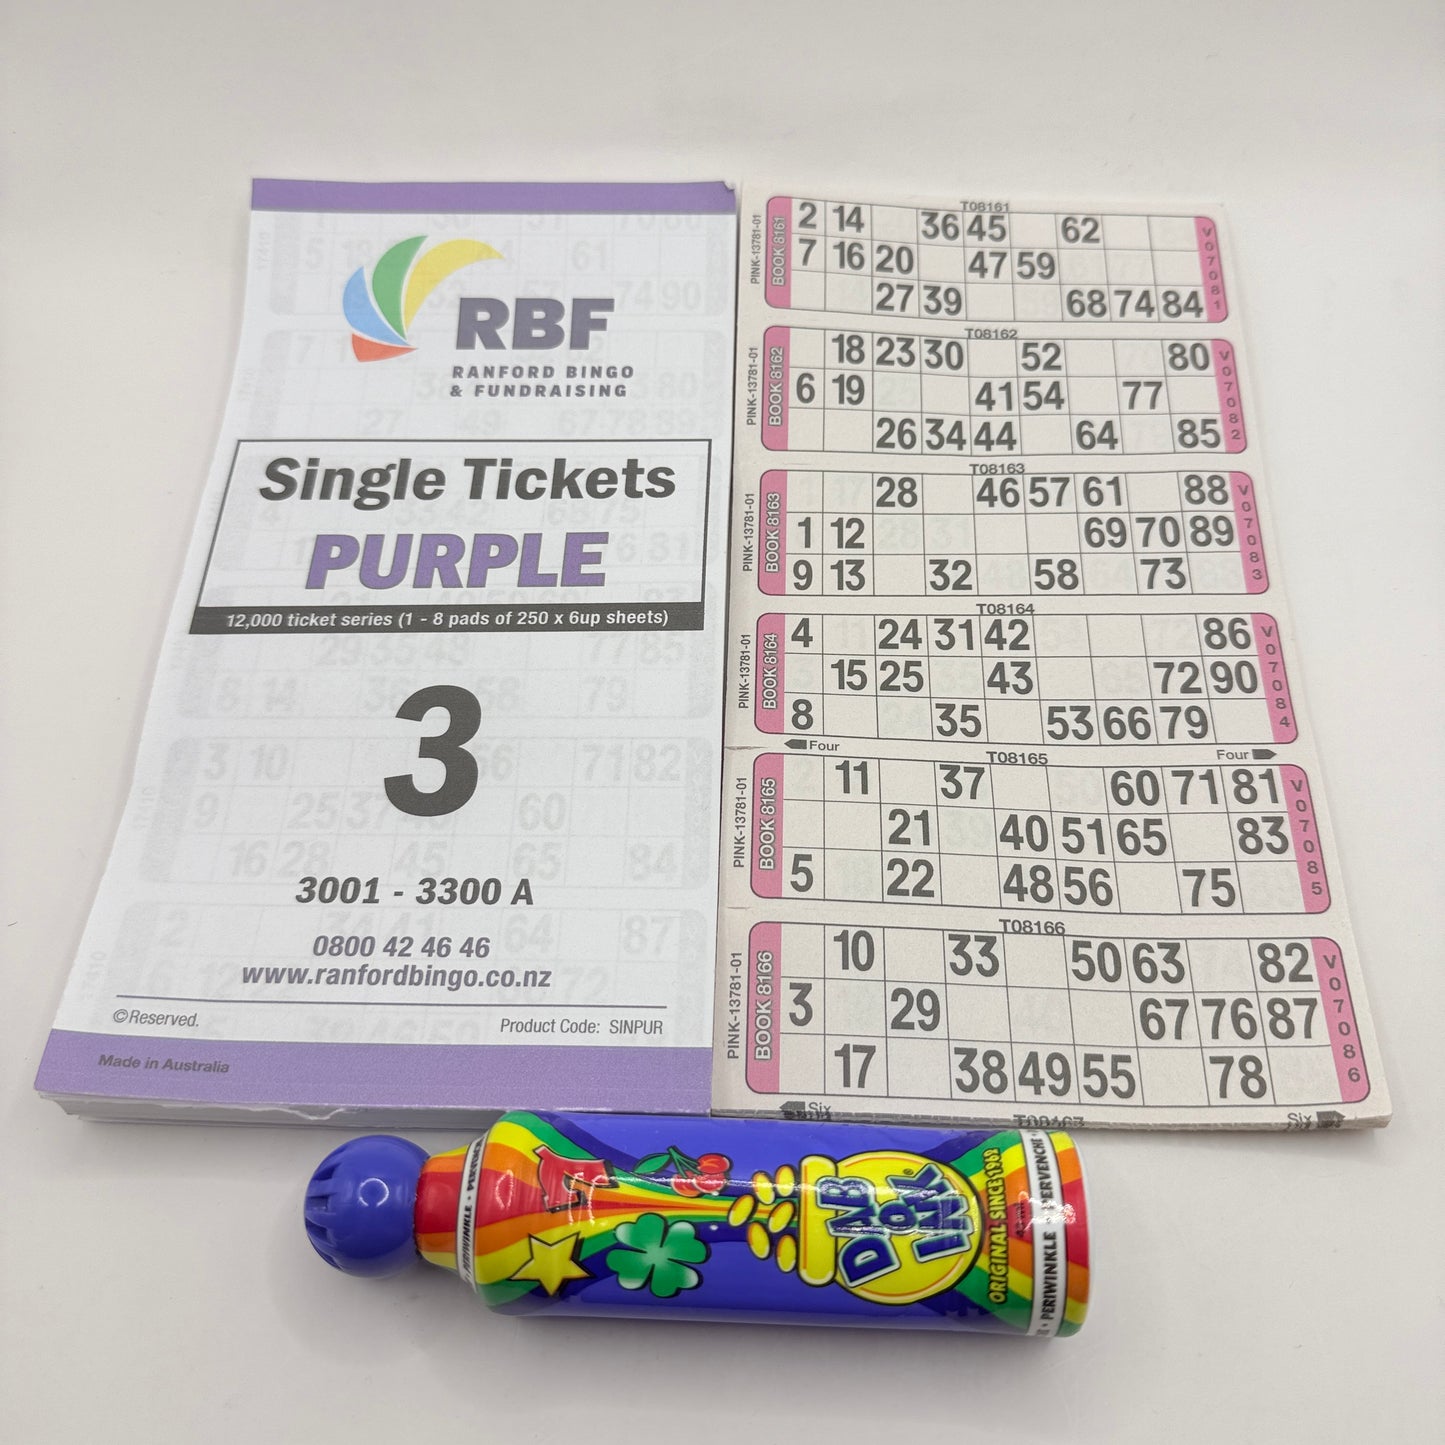 RBF
RANFORD BINGO
& FUNDRAISING
Single Tickets
PURPLE
12,000 ticket series (1 - 8 pads of 250 x 6up sheets)
3
3001 - 3300 A
0800 42 46 46
www.ranfordbingo.co.nz
©Reserved.
Product Code: SINPUR
Made in Australia
T08161
PINK-13781-01
BOOK 8161
2 14 36 45 62
7 16 20 47 59
27 39 68 74 84
V07081
T08162
PINK-13781-01
BOOK 8162
18 23 30 52 80
6 19 41 54 77
26 34 44 64 85
V07082
T08163
PINK-13781-01
BOOK 8163
28 46 57 61 88
1 12 69 70 89
9 13 32 58 73
V07083
T08164
PINK-13781-01
BOOK 8164
4 24 31 42 86
15 25 43 72 90
8 35 53 66 79
V07084
Four
T08165
Four
PINK-13781-01
BOOK 8165
11 37 60 71 81
21 40 51 65 83
5 22 48 56 75
V07085
T08166
PINK-13781-01
BOOK 8166
10 33 50 63 82
3 29 67 76 87
17 38 49 55 78
V07086
Six
T08167
Six
DAB
O
INK
ORIGINAL SINCE 1962
PERIWINKLE